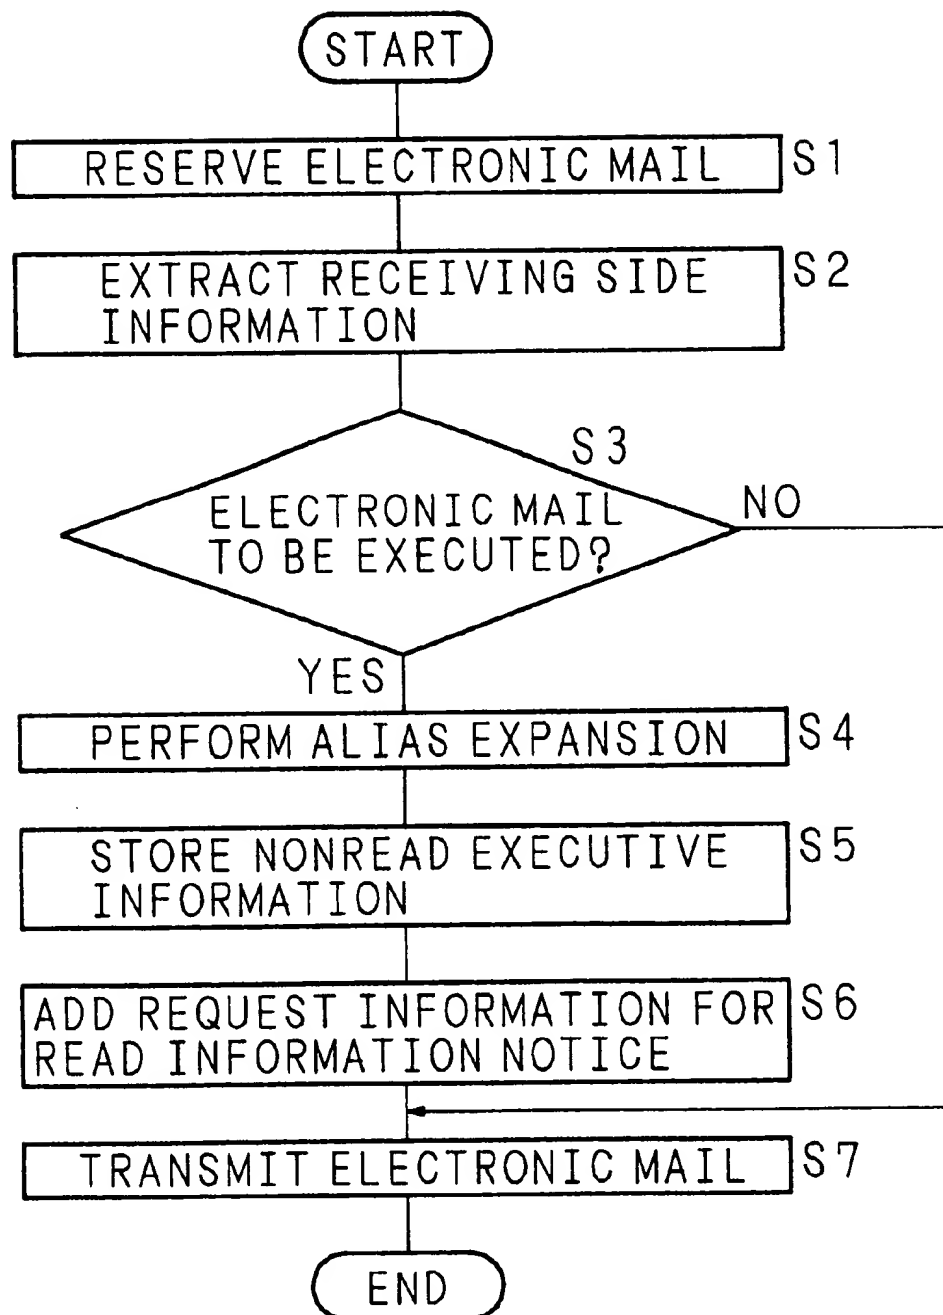 START
RESERVE ELECTRONIC MAIL
S1
EXTRACT RECEIVING SIDE
INFORMATION
S2
S3
ELECTRONIC MAIL
TO BE EXECUTED?
NO
YES
PERFORM ALIAS EXPANSION
S4
STORE NONREAD EXECUTIVE
INFORMATION
S5
ADD REQUEST INFORMATION FOR
READ INFORMATION NOTICE
S6
TRANSMIT ELECTRONIC MAIL
S7
END